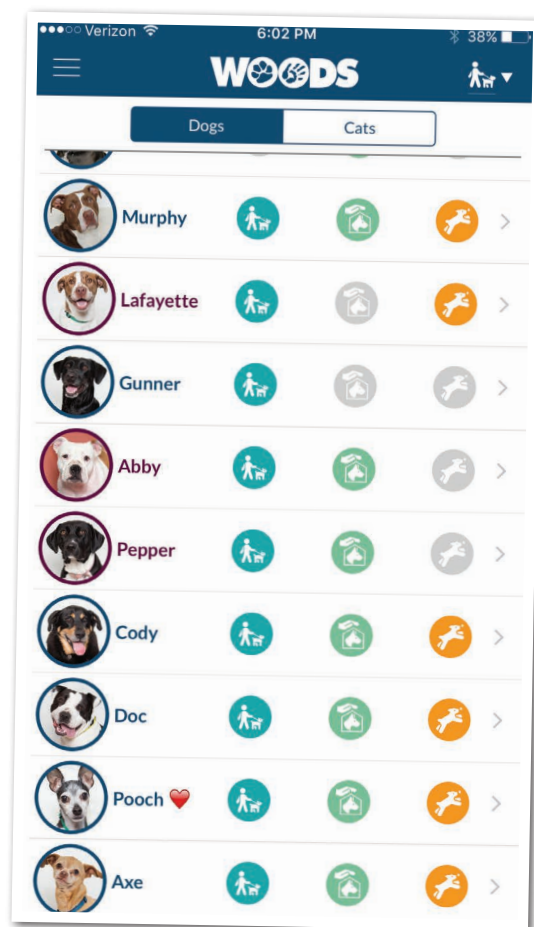 Verizon 6:02 PM 38%
WOODS
Dogs Cats
Murphy
Lafayette
Gunner
Abby
Pepper
Cody
Doc
Pooch ❤️
Axe